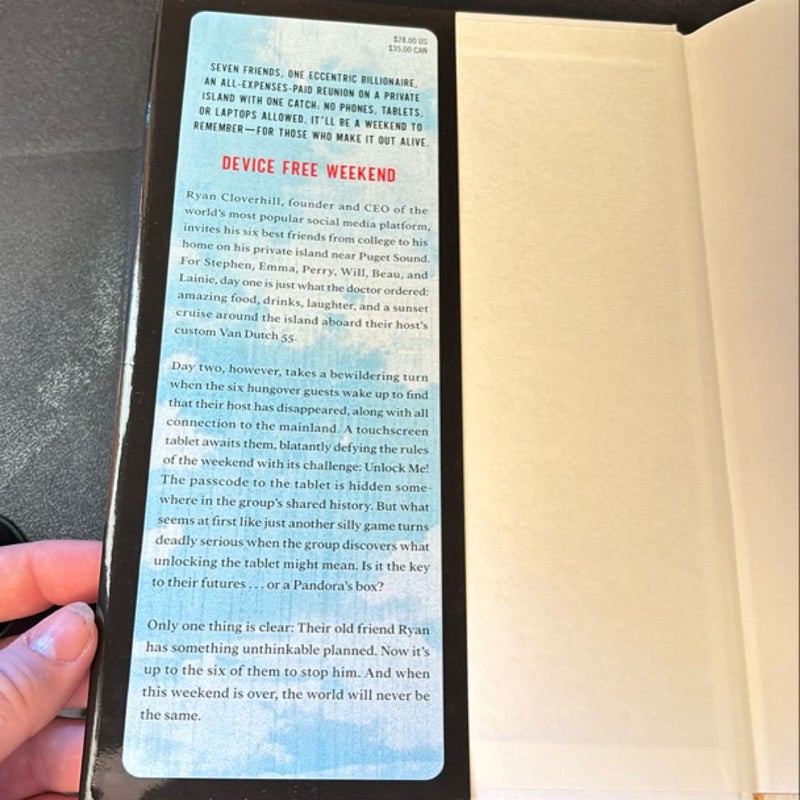 $28.00 US
$35.00 CAN
SEVEN FRIENDS, ONE ECCENTRIC BILLIONAIRE,
AN ALL-EXPENSES-PAID REUNION ON A PRIVATE
ISLAND WITH ONE CATCH: NO PHONES, TABLETS,
OR LAPTOPS ALLOWED. IT'LL BE A WEEKEND TO
REMEMBER—FOR THOSE WHO MAKE IT OUT ALIVE.
DEVICE FREE WEEKEND
Ryan Cloverhill, founder and CEO of the
world's most popular social media platform,
invites his six best friends from college to his
home on his private island near Puget Sound.
For Stephen, Emma, Perry, Will, Beau, and
Lainie, day one is just what the doctor ordered:
amazing food, drinks, laughter, and a sunset
cruise around the island aboard their host's
custom Van Dutch 55.
Day two, however, takes a bewildering turn
when the six hungover guests wake up to find
that their host has disappeared, along with all
connection to the mainland. A touchscreen
tablet awaits them, blatantly defying the rules
of the weekend with its challenge: Unlock Me!
The passcode to the tablet is hidden some-
where in the group's shared history. But what
seems at first like just another silly game turns
deadly serious when the group discovers what
unlocking the tablet might mean. Is it the key
to their futures . . . or a Pandora's box?
Only one thing is clear: Their old friend Ryan
has something unthinkable planned. Now it's
up to the six of them to stop him. And when
this weekend is over, the world will never be
the same.